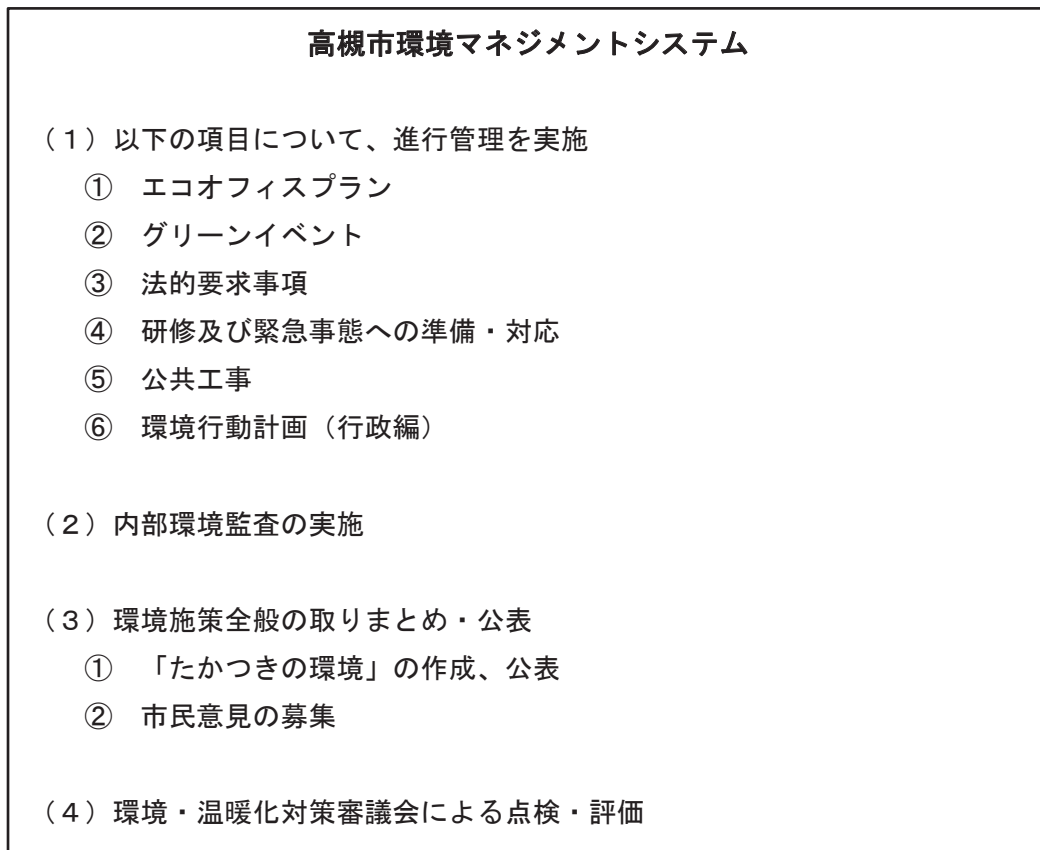 高槻市環境マネジメントシステム
（１）以下の項目について、進行管理を実施
①　エコオフィスプラン
②　グリーンイベント
③　法的要求事項
④　研修及び緊急事態への準備・対応
⑤　公共工事
⑥　環境行動計画（行政編）
（２）内部環境監査の実施
（３）環境施策全般の取りまとめ・公表
①　「たかつきの環境」の作成、公表
②　市民意見の募集
（４）環境・温暖化対策審議会による点検・評価